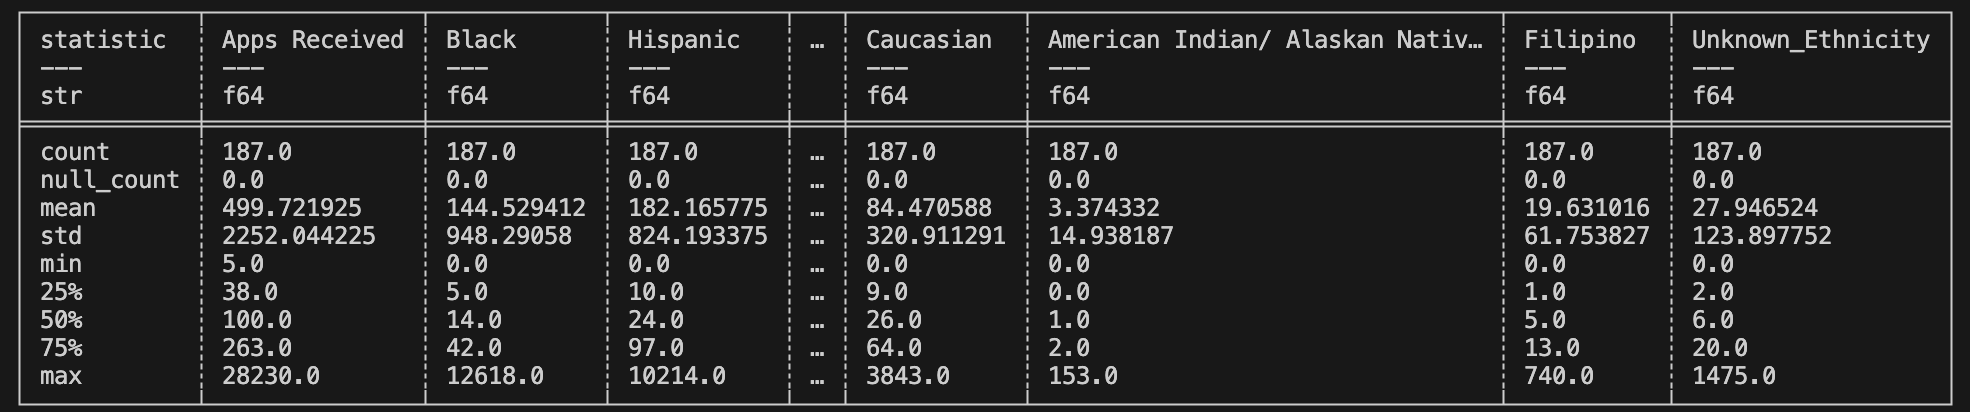 statistic Apps Received Black Hispanic … Caucasian American Indian/ Alaskan Nativ… Filipino Unknown_Ethnicity
--- --- --- --- --- --- --- ---
str f64 f64 f64 f64 f64 f64 f64
count 187.0 187.0 187.0 … 187.0 187.0 187.0 187.0
null_count 0.0 0.0 0.0 … 0.0 0.0 0.0 0.0
mean 499.721925 144.529412 182.165775 … 84.470588 3.374332 19.631016 27.946524
std 2252.044225 948.29058 824.193375 … 320.911291 14.938187 61.753827 123.897752
min 5.0 0.0 0.0 … 0.0 0.0 0.0 0.0
25% 38.0 5.0 10.0 … 9.0 0.0 1.0 2.0
50% 100.0 14.0 24.0 … 26.0 1.0 5.0 6.0
75% 263.0 42.0 97.0 … 64.0 2.0 13.0 20.0
max 28230.0 12618.0 10214.0 … 3843.0 153.0 740.0 1475.0